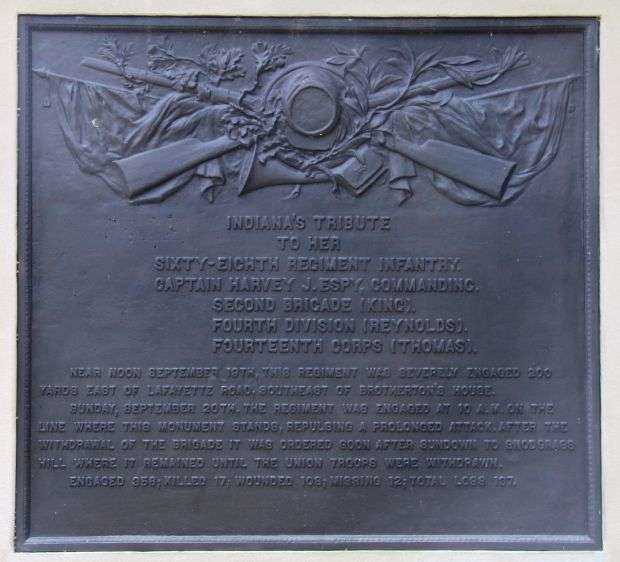 INDIANA'S TRIBUTE
TO HER
SIXTY-EIGHTH REGIMENT INFANTRY.
CAPTAIN HARVEY J. ESPY, COMMANDING.
SECOND BRIGADE (KING).
FOURTH DIVISION (REYNOLDS).
FOURTEENTH CORPS (THOMAS).
NEAR NOON SEPTEMBER 19TH, THIS REGIMENT WAS SEVERLY ENGAGED 200
YARDS EAST OF LAFAYETTE ROAD, SOUTHEAST OF BROTHERTON'S HOUSE.
SUNDAY, SEPTEMBER 20TH, THE REGIMENT WAS ENGAGED AT 10 A.M. ON THE
LINE WHERE THIS MONUMENT STANDS, REPULSING A PROLONGED ATTACK. AFTER THE
WITHDRAWAL OF THE BRIGADE IT WAS ORDERED SOON AFTER SUNDOWN TO SNODGRASS
HILL WHERE IT REMAINED UNTIL THE UNION TROOPS WERE WITHDRAWN.
ENGAGED 356; KILLED 17; WOUNDED 108; MISSING 12; TOTAL LOSS 137.